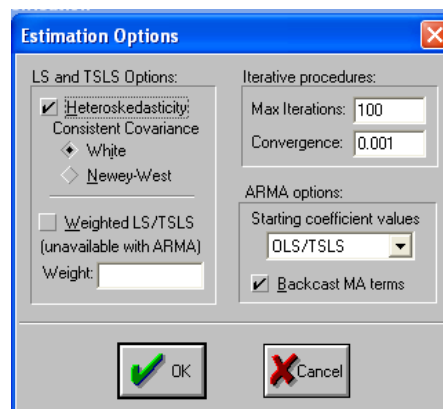 Estimation Options
LS and TSLS Options:
Heteroskedasticity
Consistent Covariance
White
Newey-West
Weighted LS/TSLS
(unavailable with ARMA)
Weight:
Iterative procedures:
Max Iterations: 100
Convergence: 0.001
ARMA options:
Starting coefficient values
OLS/TSLS
Backcast MA terms
OK
Cancel